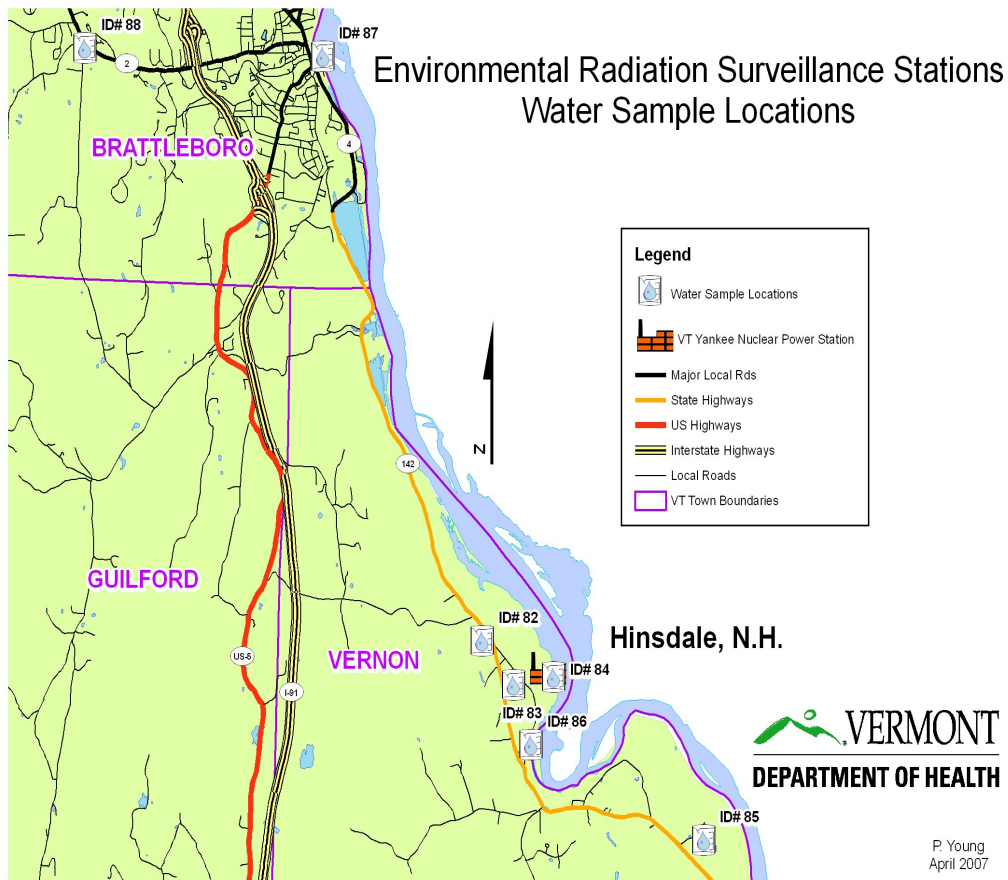 ID# 88
ID# 87
Environmental Radiation Surveillance Stations
Water Sample Locations
2
4
BRATTLEBORO
Legend
Water Sample Locations
VT Yankee Nuclear Power Station
Major Local Rds
State Highways
US Highways
Interstate Highways
Local Roads
VT Town Boundaries
N
142
GUILFORD
VERNON
US-5
I-91
ID# 82
Hinsdale, N.H.
ID# 84
ID# 83
ID# 86
ID# 85
VERMONT
DEPARTMENT OF HEALTH
P. Young
April 2007